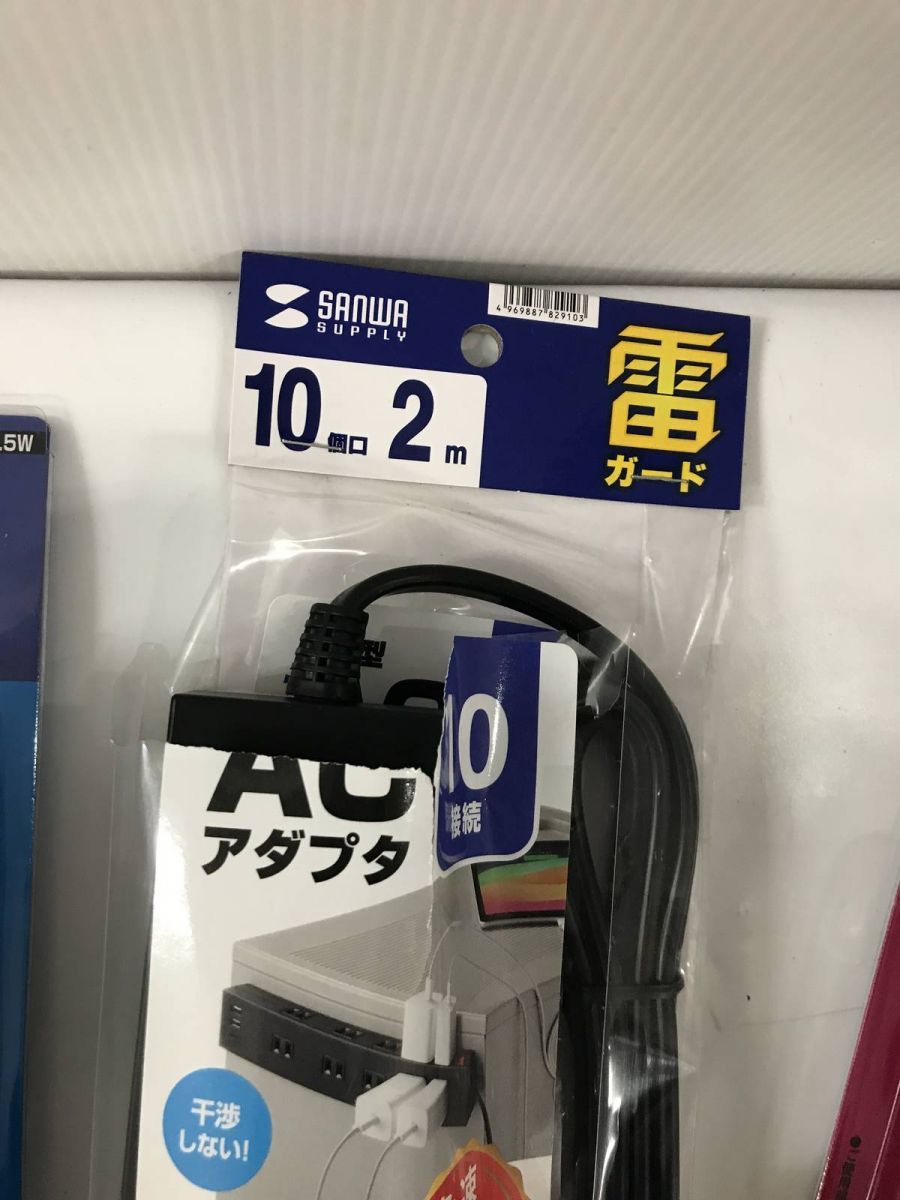 SANWA
SUPPLY
4 969887 829103
10個口 2m
雷
ガード
型
10
接続
AC
アダプタ
干渉
しない!
.5W